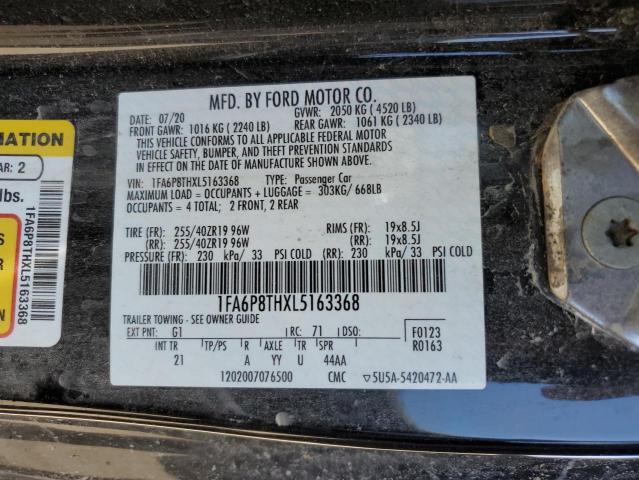 MFD. BY FORD MOTOR CO.
DATE: 07/20 GVWR: 2050 KG ( 4520 LB)
FRONT GAWR: 1016 KG ( 2240 LB) REAR GAWR: 1061 KG ( 2340 LB)
THIS VEHICLE CONFORMS TO ALL APPLICABLE FEDERAL MOTOR
VEHICLE SAFETY, BUMPER, AND THEFT PREVENTION STANDARDS
IN EFFECT ON THE DATE OF MANUFACTURE SHOWN ABOVE.
VIN: 1FA6P8THXL5163368 TYPE: Passenger Car
MAXIMUM LOAD = OCCUPANTS + LUGGAGE = 303KG/ 668LB
OCCUPANTS = 4 TOTAL; 2 FRONT, 2 REAR
TIRE (FR): 255/40ZR19 96W RIMS (FR): 19x8.5J
(RR): 255/40ZR19 96W (RR): 19x8.5J
PRESSURE (FR): 230 kPa/ 33 PSI COLD (RR): 230 kPa/ 33 PSI COLD
1FA6P8THXL5163368
TRAILER TOWING - SEE OWNER GUIDE
EXT PNT: G1 RC: 71 DSO: F0123
INT TR TP/PS R AXLE TR SPR R0163
21 A YY U 44AA
1202007076500 CMC 5U5A-5420472-AA
MATION
AR: 2
lbs.
S
R
ON
1FA6P8THXL5163368